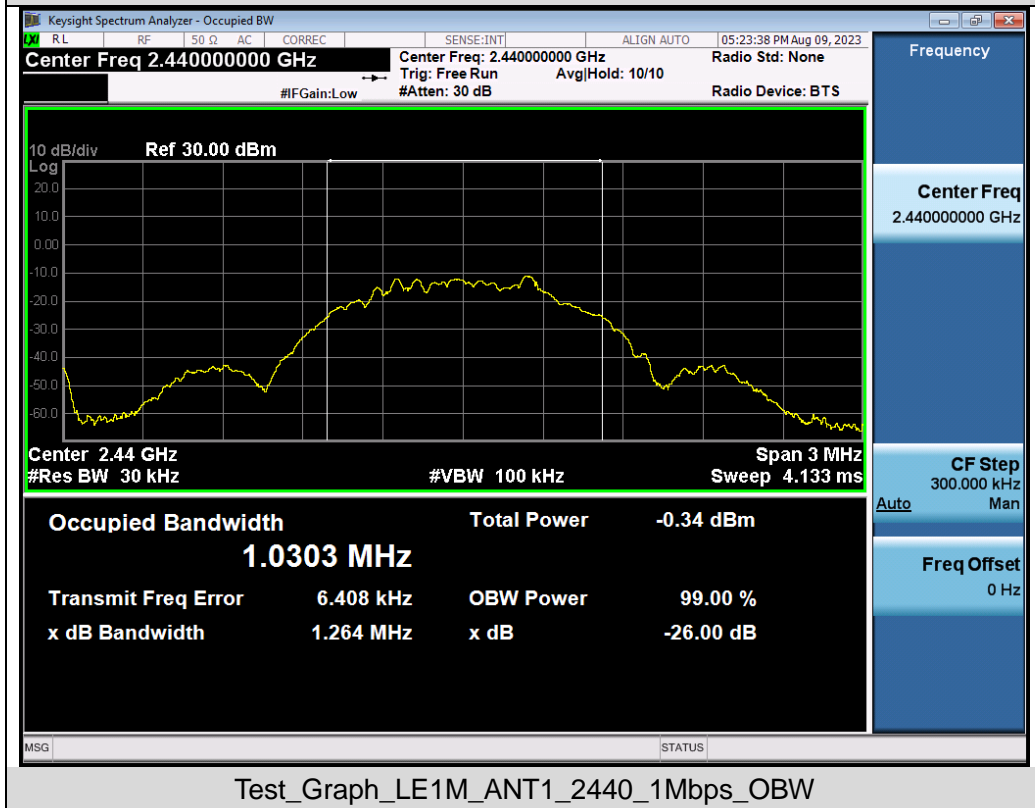 Keysight Spectrum Analyzer - Occupied BW
LXI RL RF 50 Ω AC CORREC SENSE:INT ALIGN AUTO 05:23:38 PM Aug 09, 2023
Center Freq 2.440000000 GHz
Center Freq: 2.440000000 GHz Radio Std: None
Trig: Free Run Avg|Hold: 10/10
#IFGain:Low #Atten: 30 dB Radio Device: BTS
Frequency
10 dB/div Ref 30.00 dBm
Log
20.0
10.0
0.00
-10.0
-20.0
-30.0
-40.0
-50.0
-60.0
Center 2.44 GHz Span 3 MHz
#Res BW 30 kHz #VBW 100 kHz Sweep 4.133 ms
Center Freq
2.440000000 GHz
CF Step
300.000 kHz
Auto Man
Freq Offset
0 Hz
Occupied Bandwidth Total Power -0.34 dBm
1.0303 MHz
Transmit Freq Error 6.408 kHz OBW Power 99.00 %
x dB Bandwidth 1.264 MHz x dB -26.00 dB
MSG STATUS
Test_Graph_LE1M_ANT1_2440_1Mbps_OBW